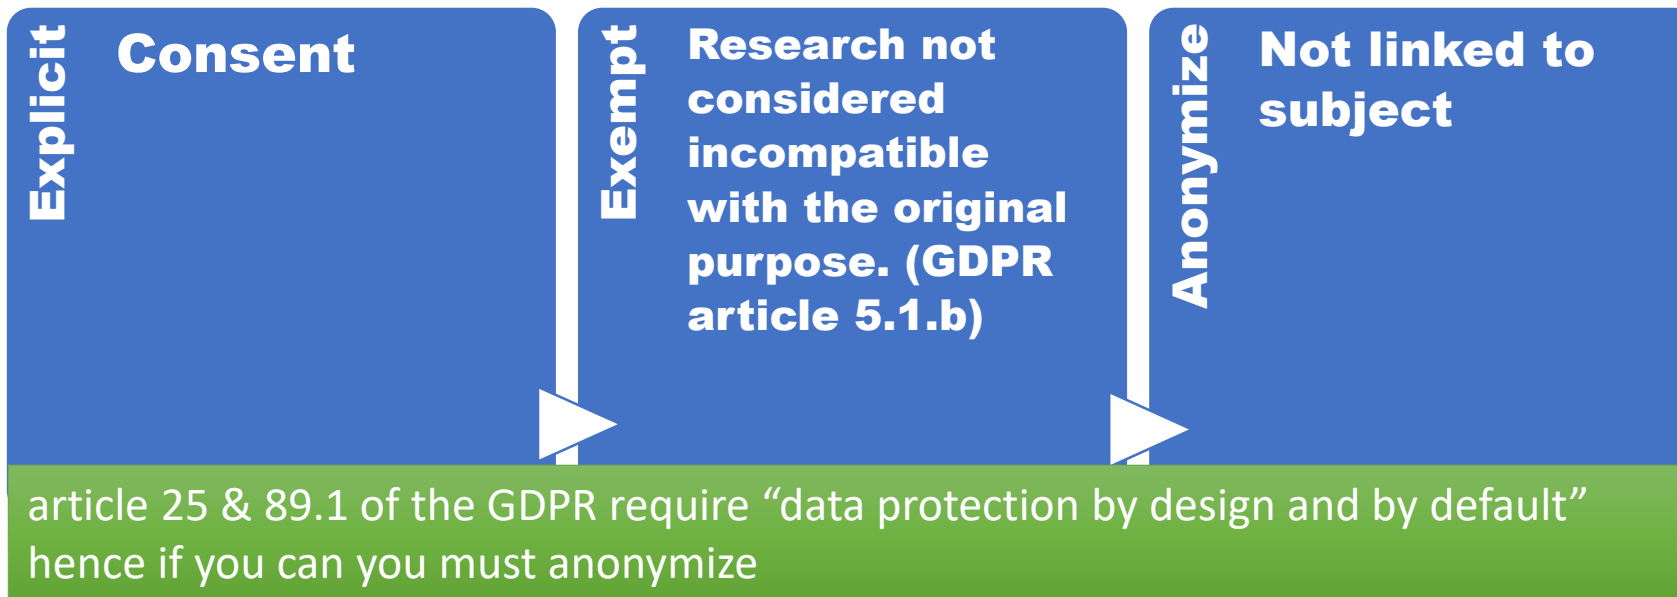 Explicit
Consent
Exempt
Research not
considered
incompatible
with the original
purpose. (GDPR
article 5.1.b)
Anonymize
Not linked to
subject
article 25 & 89.1 of the GDPR require “data protection by design and by default”
hence if you can you must anonymize